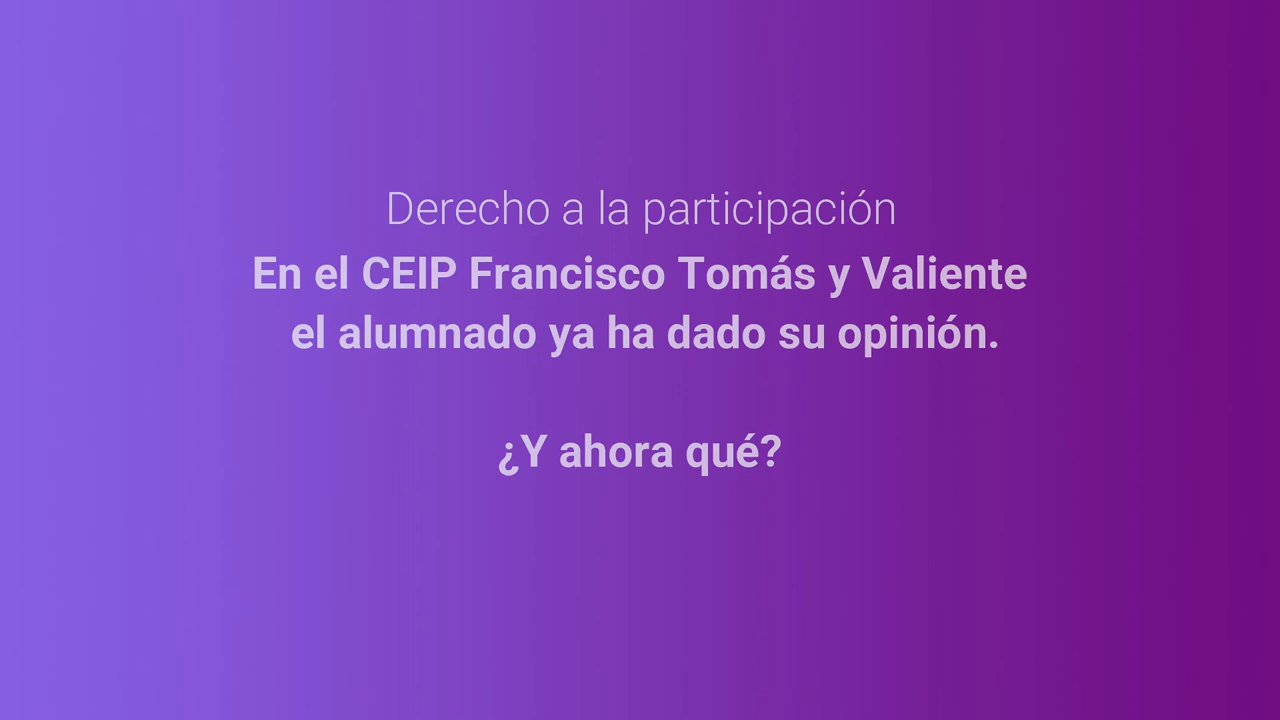 Derecho a la participación
En el CEIP Francisco Tomás y Valiente
el alumnado ya ha dado su opinión.
¿Y ahora qué?